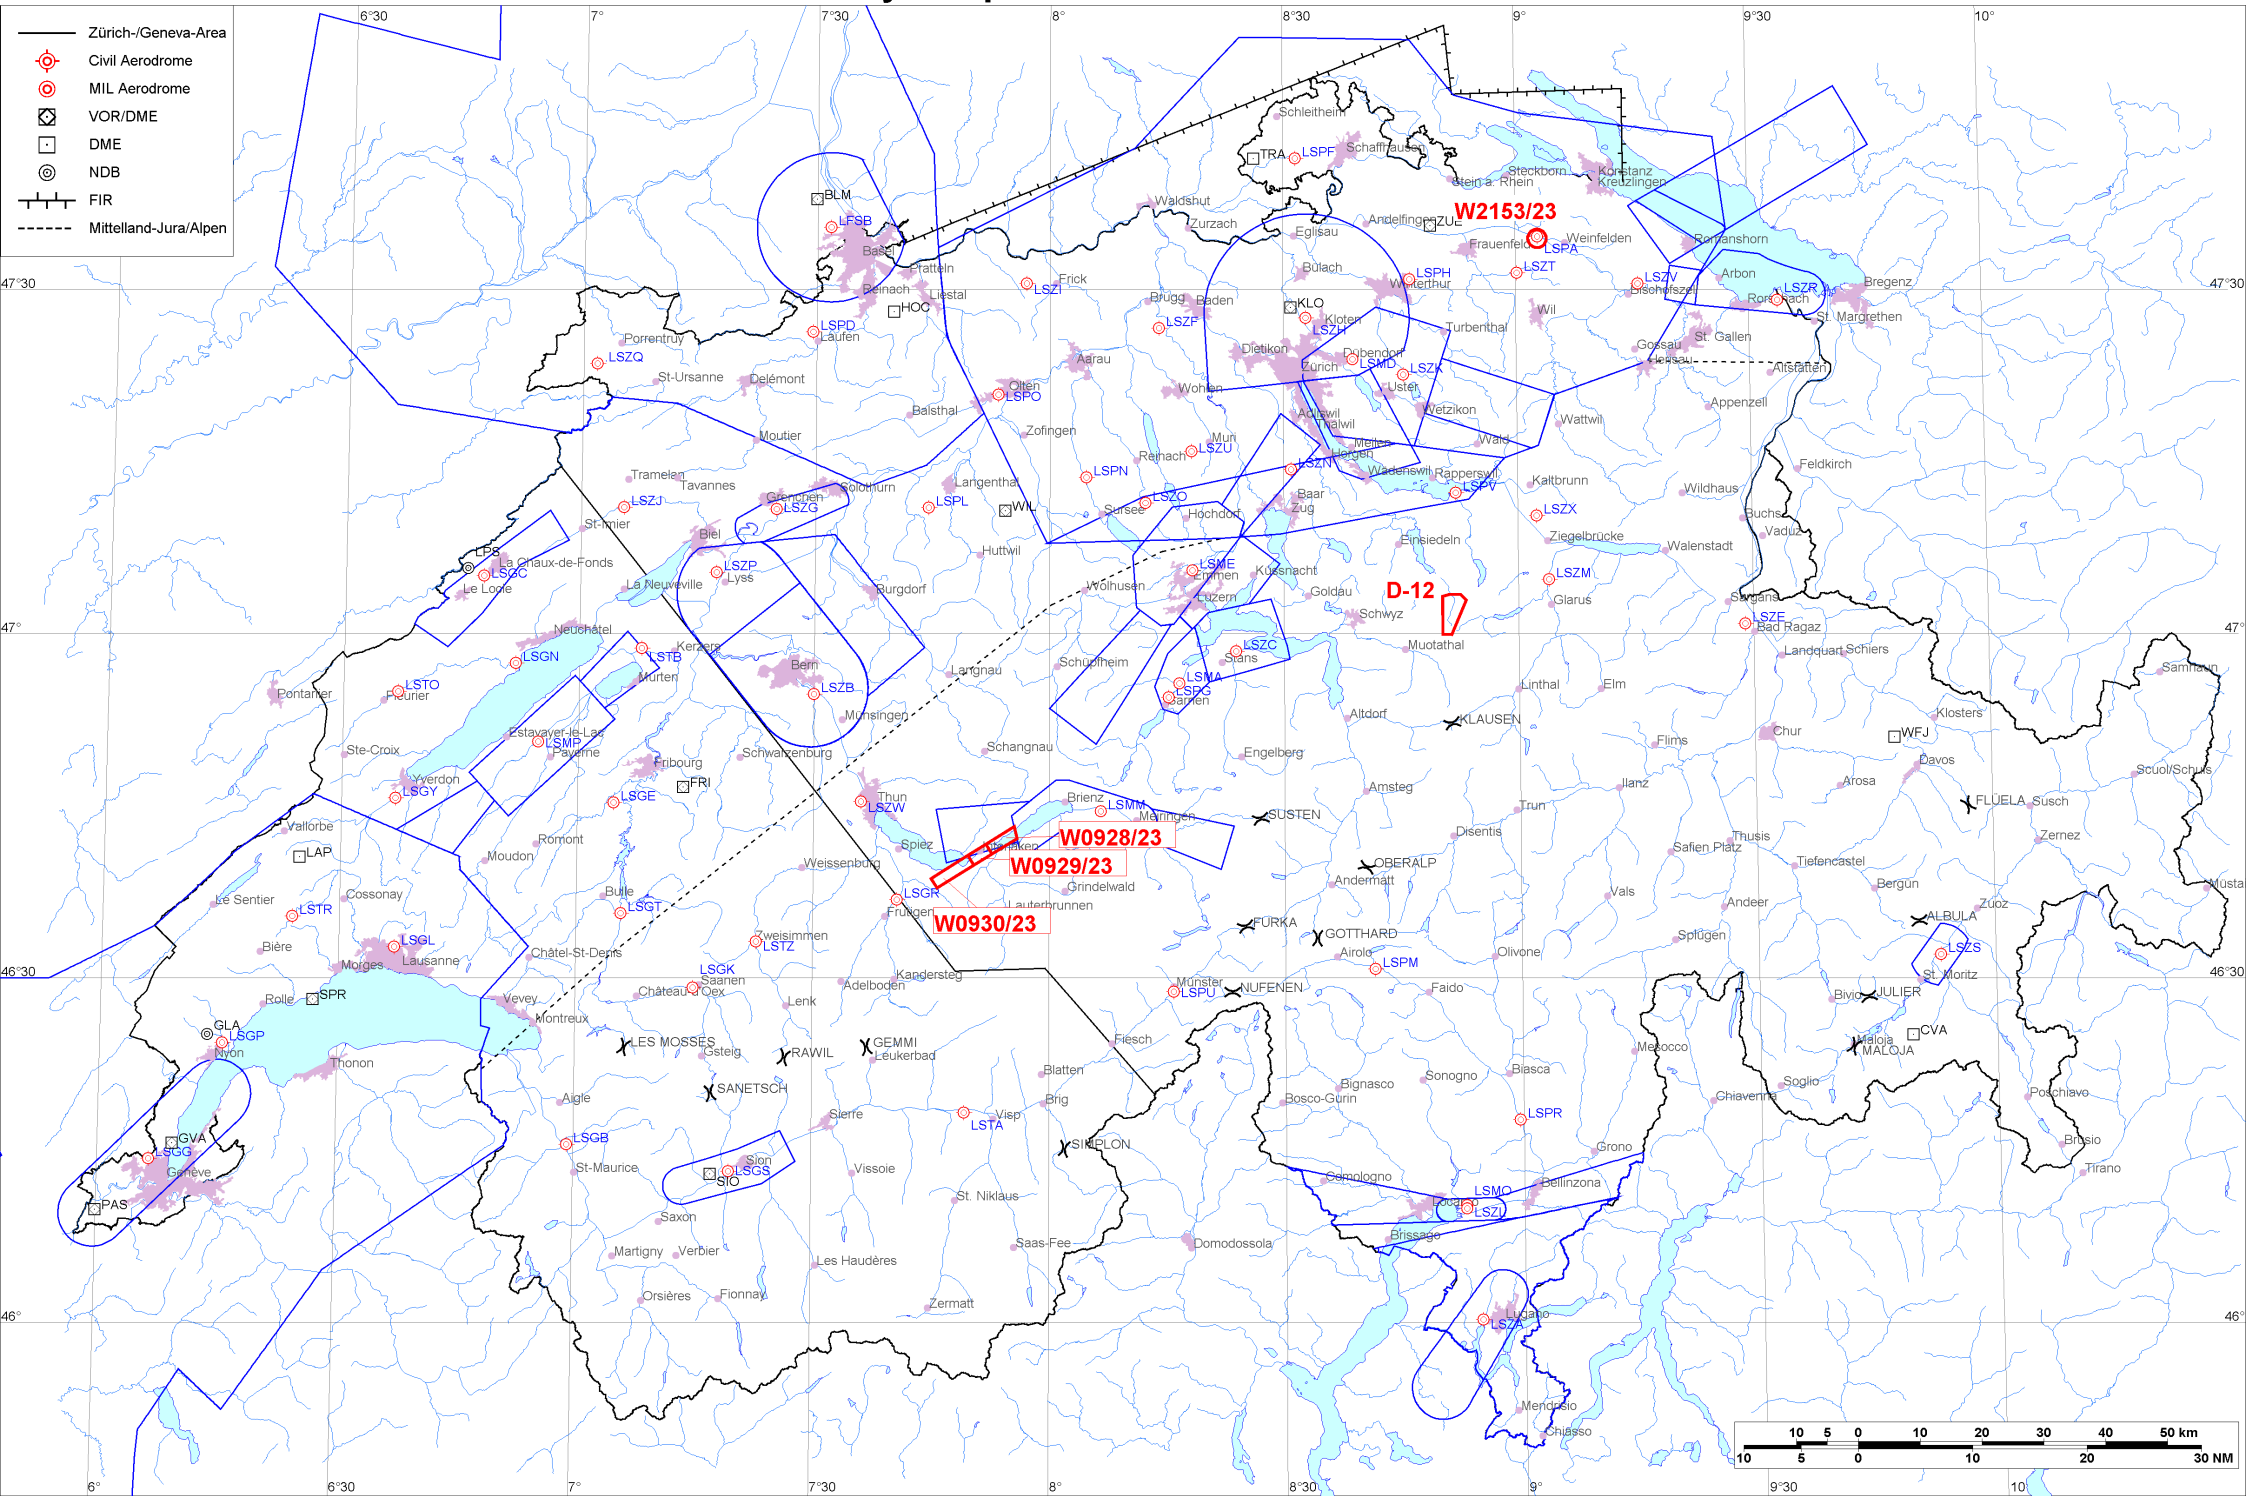 6°30
7°
7°30
8°
8°30
9°
9°30
10°
Zürich-/Geneva-Area
Civil Aerodrome
MIL Aerodrome
VOR/DME
DME
NDB
FIR
Mittelland-Jura/Alpen
Schleitheim
TRA
LSPF
Schaffhausen
Steckborn
Stein a. Rhein
Konstanz
Kreuzlingen
BLM
LFSB
Basel
Waldshut
Zurzach
Eglisau
Andelfingen
ZUE
W2153/23
LSPA
Weinfelden
Frauenfeld
Romanshorn
Pratteln
Reinach
Liestal
HOC
LSZI
Frick
Bülach
LSPH
Winterthur
LSZT
LSZV
Bischofszell
Arbon
LSZR
Rorschach
Bregenz
St. Margrethen
47°30
47°30
Brugg
Baden
KLO
Kloten
LSZH
LSZF
Turbenthal
Wil
St. Gallen
Gossau
Herisau
Altstätten
LSPD
Laufen
Porrentruy
LSZQ
St-Ursanne
Delémont
Aarau
Olten
LSPO
Balsthal
Wohlen
Dietikon
Zürich
Dübendorf
LSMD
LSZK
Uster
Wetzikon
Appenzell
Wattwil
Moutier
Zofingen
Muri
LSZU
Reinach
Adliswil
Thalwil
Meilen
Horgen
Wald
Tramelan
Tavannes
LSPN
LSZN
Wädenswil
Rapperswil
LSPV
Kaltbrunn
Wildhaus
Feldkirch
Solothurn
Grenchen
LSZG
LSZJ
St-Imier
Langenthal
LSPL
WIL
LSZO
Sursee
Hochdorf
Baar
Zug
LSZX
Buchs
Vaduz
Biel
LPS
La Chaux-de-Fonds
LSGC
Le Locle
LSZP
Lyss
La Neuveville
Huttwil
Burgdorf
Einsiedeln
Ziegelbrücke
Walenstadt
LSME
Emmen
Küssnacht
Luzern
Wolhusen
Goldau
Schwyz
D-12
LSZM
Glarus
Sargans
LSZE
Bad Ragaz
47°
47°
Neuchâtel
LSGN
LSTB
Kerzers
Murten
Muotathal
LSZC
Stans
Landquart
Schiers
Samnaun
LSTO
Fleurier
Pontarlier
Bern
LSZB
Langnau
Schüpfheim
LSMA
LSPG
Sarnen
Linthal
Elm
Münsingen
Altdorf
KLAUSEN
Klosters
WFJ
Estavayer-le-Lac
LSMP
Payerne
Ste-Croix
Schwarzenburg
Schangnau
Engelberg
Flims
Chur
Davos
Yverdon
LSGY
Fribourg
FRI
LSGE
Thun
LSZW
Brienz
LSMM
Meiringen
SUSTEN
Amsteg
Ilanz
Trun
Arosa
Scuol/Schuls
FLÜELA
Susch
Vallorbe
LAP
Romont
Moudon
Spiez
Interlaken
W0928/23
W0929/23
Disentis
Thusis
Safien Platz
Zernez
Tiefencastel
Weissenburg
OBERALP
Andermatt
Grindelwald
Vals
Bergün
Le Sentier
Cossonay
LSTR
Bulle
LSGT
LSGR
Frutigen
Lauterbrunnen
W0930/23
FURKA
GOTTHARD
Andeer
Zuoz
ALBULA
Bière
LSGL
Morges
Lausanne
Châtel-St-Denis
Zweisimmen
LSTZ
Airolo
LSPM
Olivone
Splügen
LSZS
St. Moritz
46°30
46°30
LSGK
Saanen
Château-d'Oex
Adelboden
Kandersteg
Münster
LSPU
NUFENEN
Faido
Bivio
JULIER
Rolle
SPR
Vevey
Lenk
GLA
LSGP
Nyon
Montreux
LES MOSSES
Gsteig
RAWIL
GEMMI
Leukerbad
Fiesch
Mesocco
CVA
Maloja
MALOJA
Thonon
SANETSCH
Blatten
Bignasco
Sonogno
Biasca
Soglio
Poschiavo
Aigle
Sierre
LSTA
Visp
Brig
Bosco-Gurin
LSPR
Chiavenna
GVA
LSGG
Genève
LSGB
St-Maurice
Sion
LSGS
SIO
Vissoie
SIMPLON
Grono
Brusio
Tirano
PAS
St. Niklaus
Comologno
LSMO
Bellinzona
Locarno
LSZL
Saxon
Martigny
Verbier
Les Haudères
Saas-Fee
Domodossola
Brissago
Orsières
Fionnay
Zermatt
Lugano
LSZA
46°
46°
Mendrisio
Chiasso
10 5 0 10 20 30 40 50 km
10 5 0 10 20 30 NM
6°
6°30
7°
7°30
8°
8°30
9°
9°30
10°